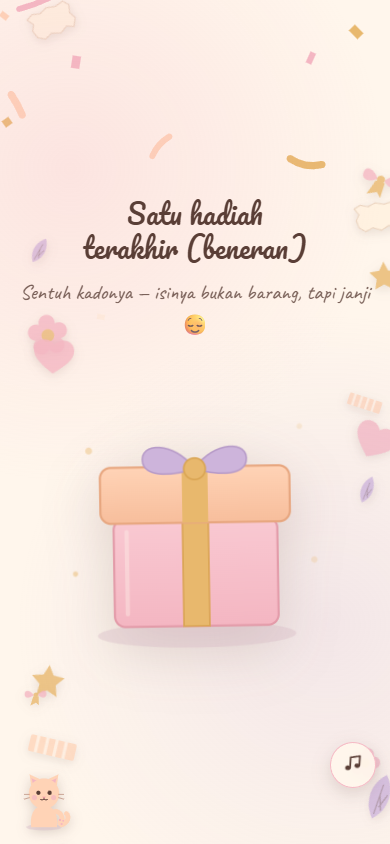 Satu hadiah
terakhir (beneran)
Sentuh kadonya — isinya bukan barang, tapi janji
😌